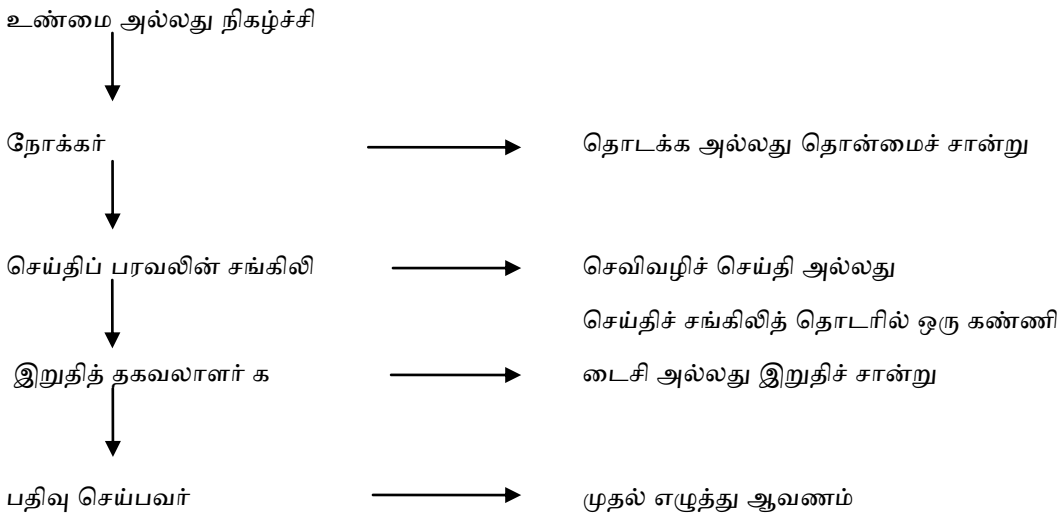 உண்மை அல்லது நிகழ்ச்சி
நோக்கர் தொடக்க அல்லது தொன்மைச் சான்று
செய்திப் பரவலின் சங்கிலி செவிவழிச் செய்தி அல்லது
செய்திச் சங்கிலித் தொடரில் ஒரு கண்ணி
இறுதித் தகவலாளர் க டைசி அல்லது இறுதிச் சான்று
பதிவு செய்பவர் முதல் எழுத்து ஆவணம்